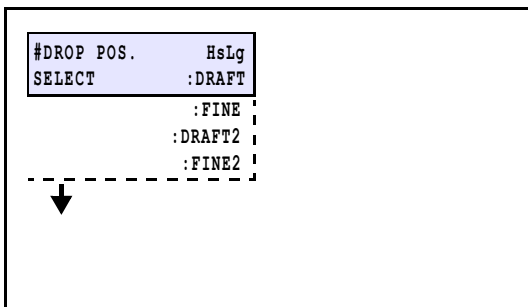 #DROP POS. HsLg
SELECT :DRAFT
:FINE
:DRAFT2
:FINE2